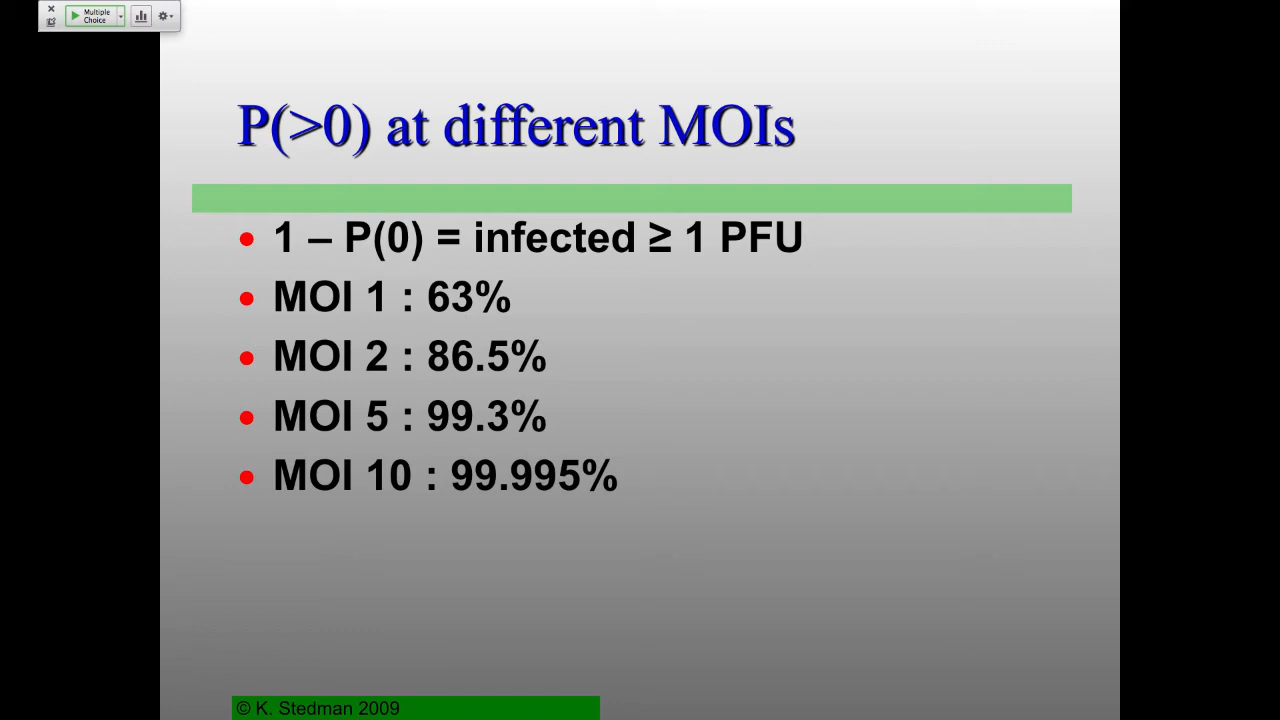 Multiple
Choice
P(>0) at different MOIs
1 – P(0) = infected ≥ 1 PFU
MOI 1 : 63%
MOI 2 : 86.5%
MOI 5 : 99.3%
MOI 10 : 99.995%
© K. Stedman 2009